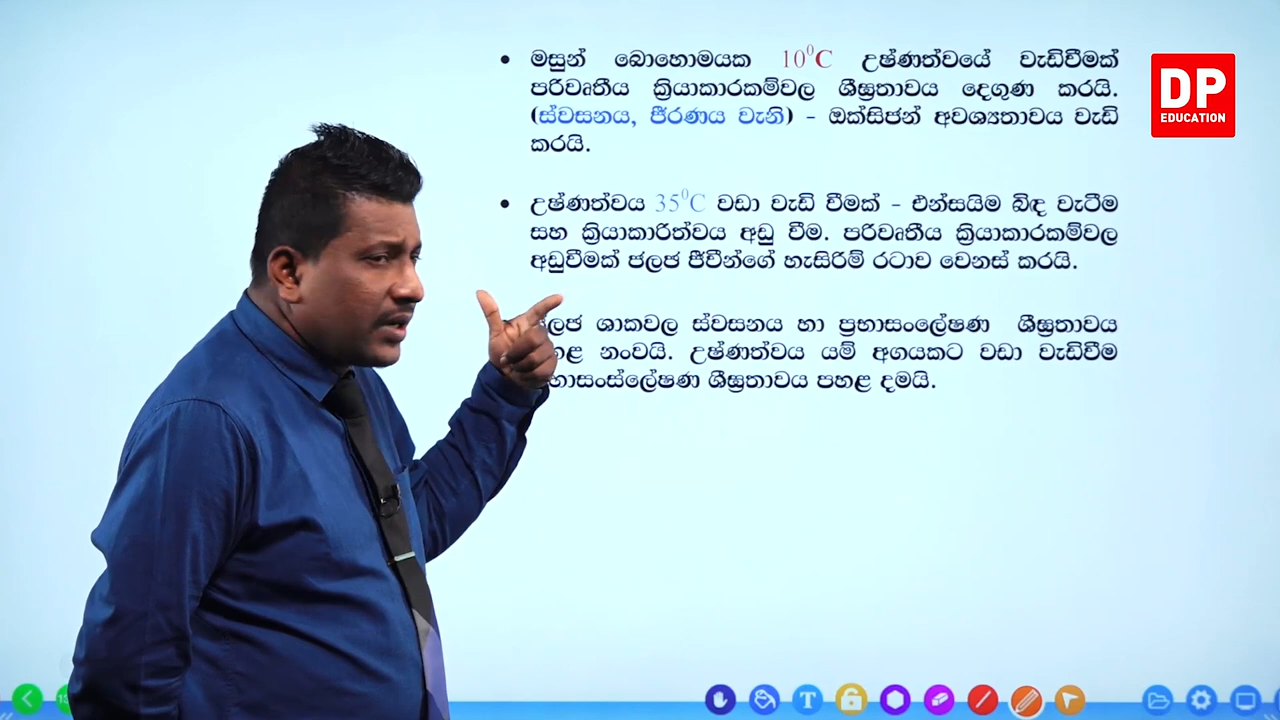 මසුන් බොහොමයක 10⁰C උෂ්ණත්වයේ වැඩිවීමක්
පරිවෘතීය ක්‍රියාකාරකම්වල ශීඝ්‍රතාවය දෙගුණ කරයි.
(ස්වසනය, ජීරණය වැනි) - ඔක්සිජන් අවශ්‍යතාවය වැඩි
කරයි.
උෂ්ණත්වය 35⁰C වඩා වැඩි වීමක් - එන්සයිම බිඳ වැටීම
සහ ක්‍රියාකාරිත්වය අඩු වීම. පරිවෘතීය ක්‍රියාකාරකම්වල
අඩුවීමක් ජලජ ජීවීන්ගේ හැසිරිම් රටාව වෙනස් කරයි.
ශාකවල ස්වසනය හා ප්‍රභාසංලේෂණ ශීඝ්‍රතාවය
නංවයි. උෂ්ණත්වය යම් අගයකට වඩා වැඩිවීම
ශීඝ්‍රතාවය පහළ දමයි.
DP
EDUCATION